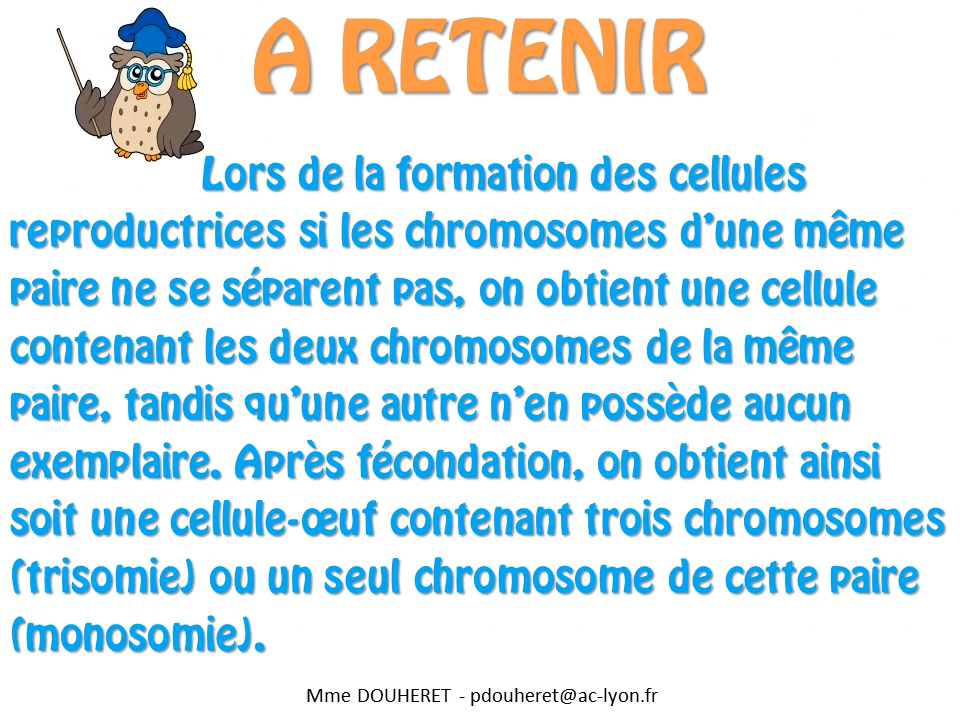 A RETENIR
Lors de la formation des cellules
reproductrices si les chromosomes d'une même
paire ne se séparent pas, on obtient une cellule
contenant les deux chromosomes de la même
paire, tandis qu'une autre n'en possède aucun
exemplaire. Après fécondation, on obtient ainsi
soit une cellule-œuf contenant trois chromosomes
(trisomie) ou un seul chromosome de cette paire
(monosomie).
Mme DOUHERET - pdouheret@ac-lyon.fr